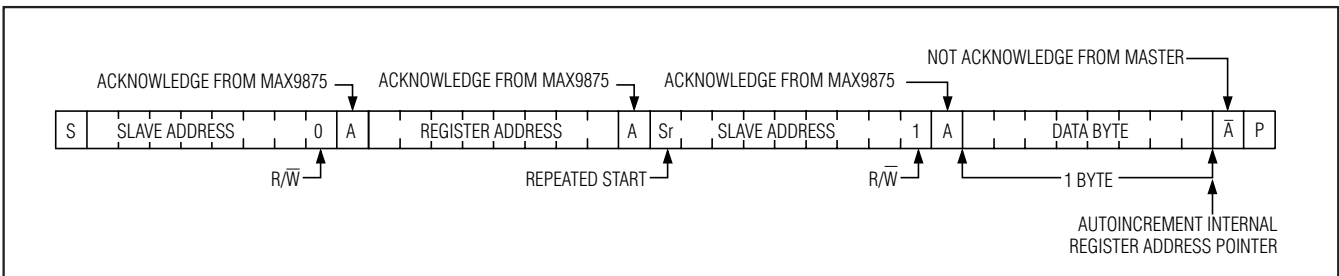 NOT ACKNOWLEDGE FROM MASTER
ACKNOWLEDGE FROM MAX9875 ACKNOWLEDGE FROM MAX9875 ACKNOWLEDGE FROM MAX9875
S SLAVE ADDRESS 0 A REGISTER ADDRESS A Sr SLAVE ADDRESS 1 A DATA BYTE A̅ P
R/W̅ REPEATED START R/W̅ 1 BYTE
AUTOINCREMENT INTERNAL
REGISTER ADDRESS POINTER